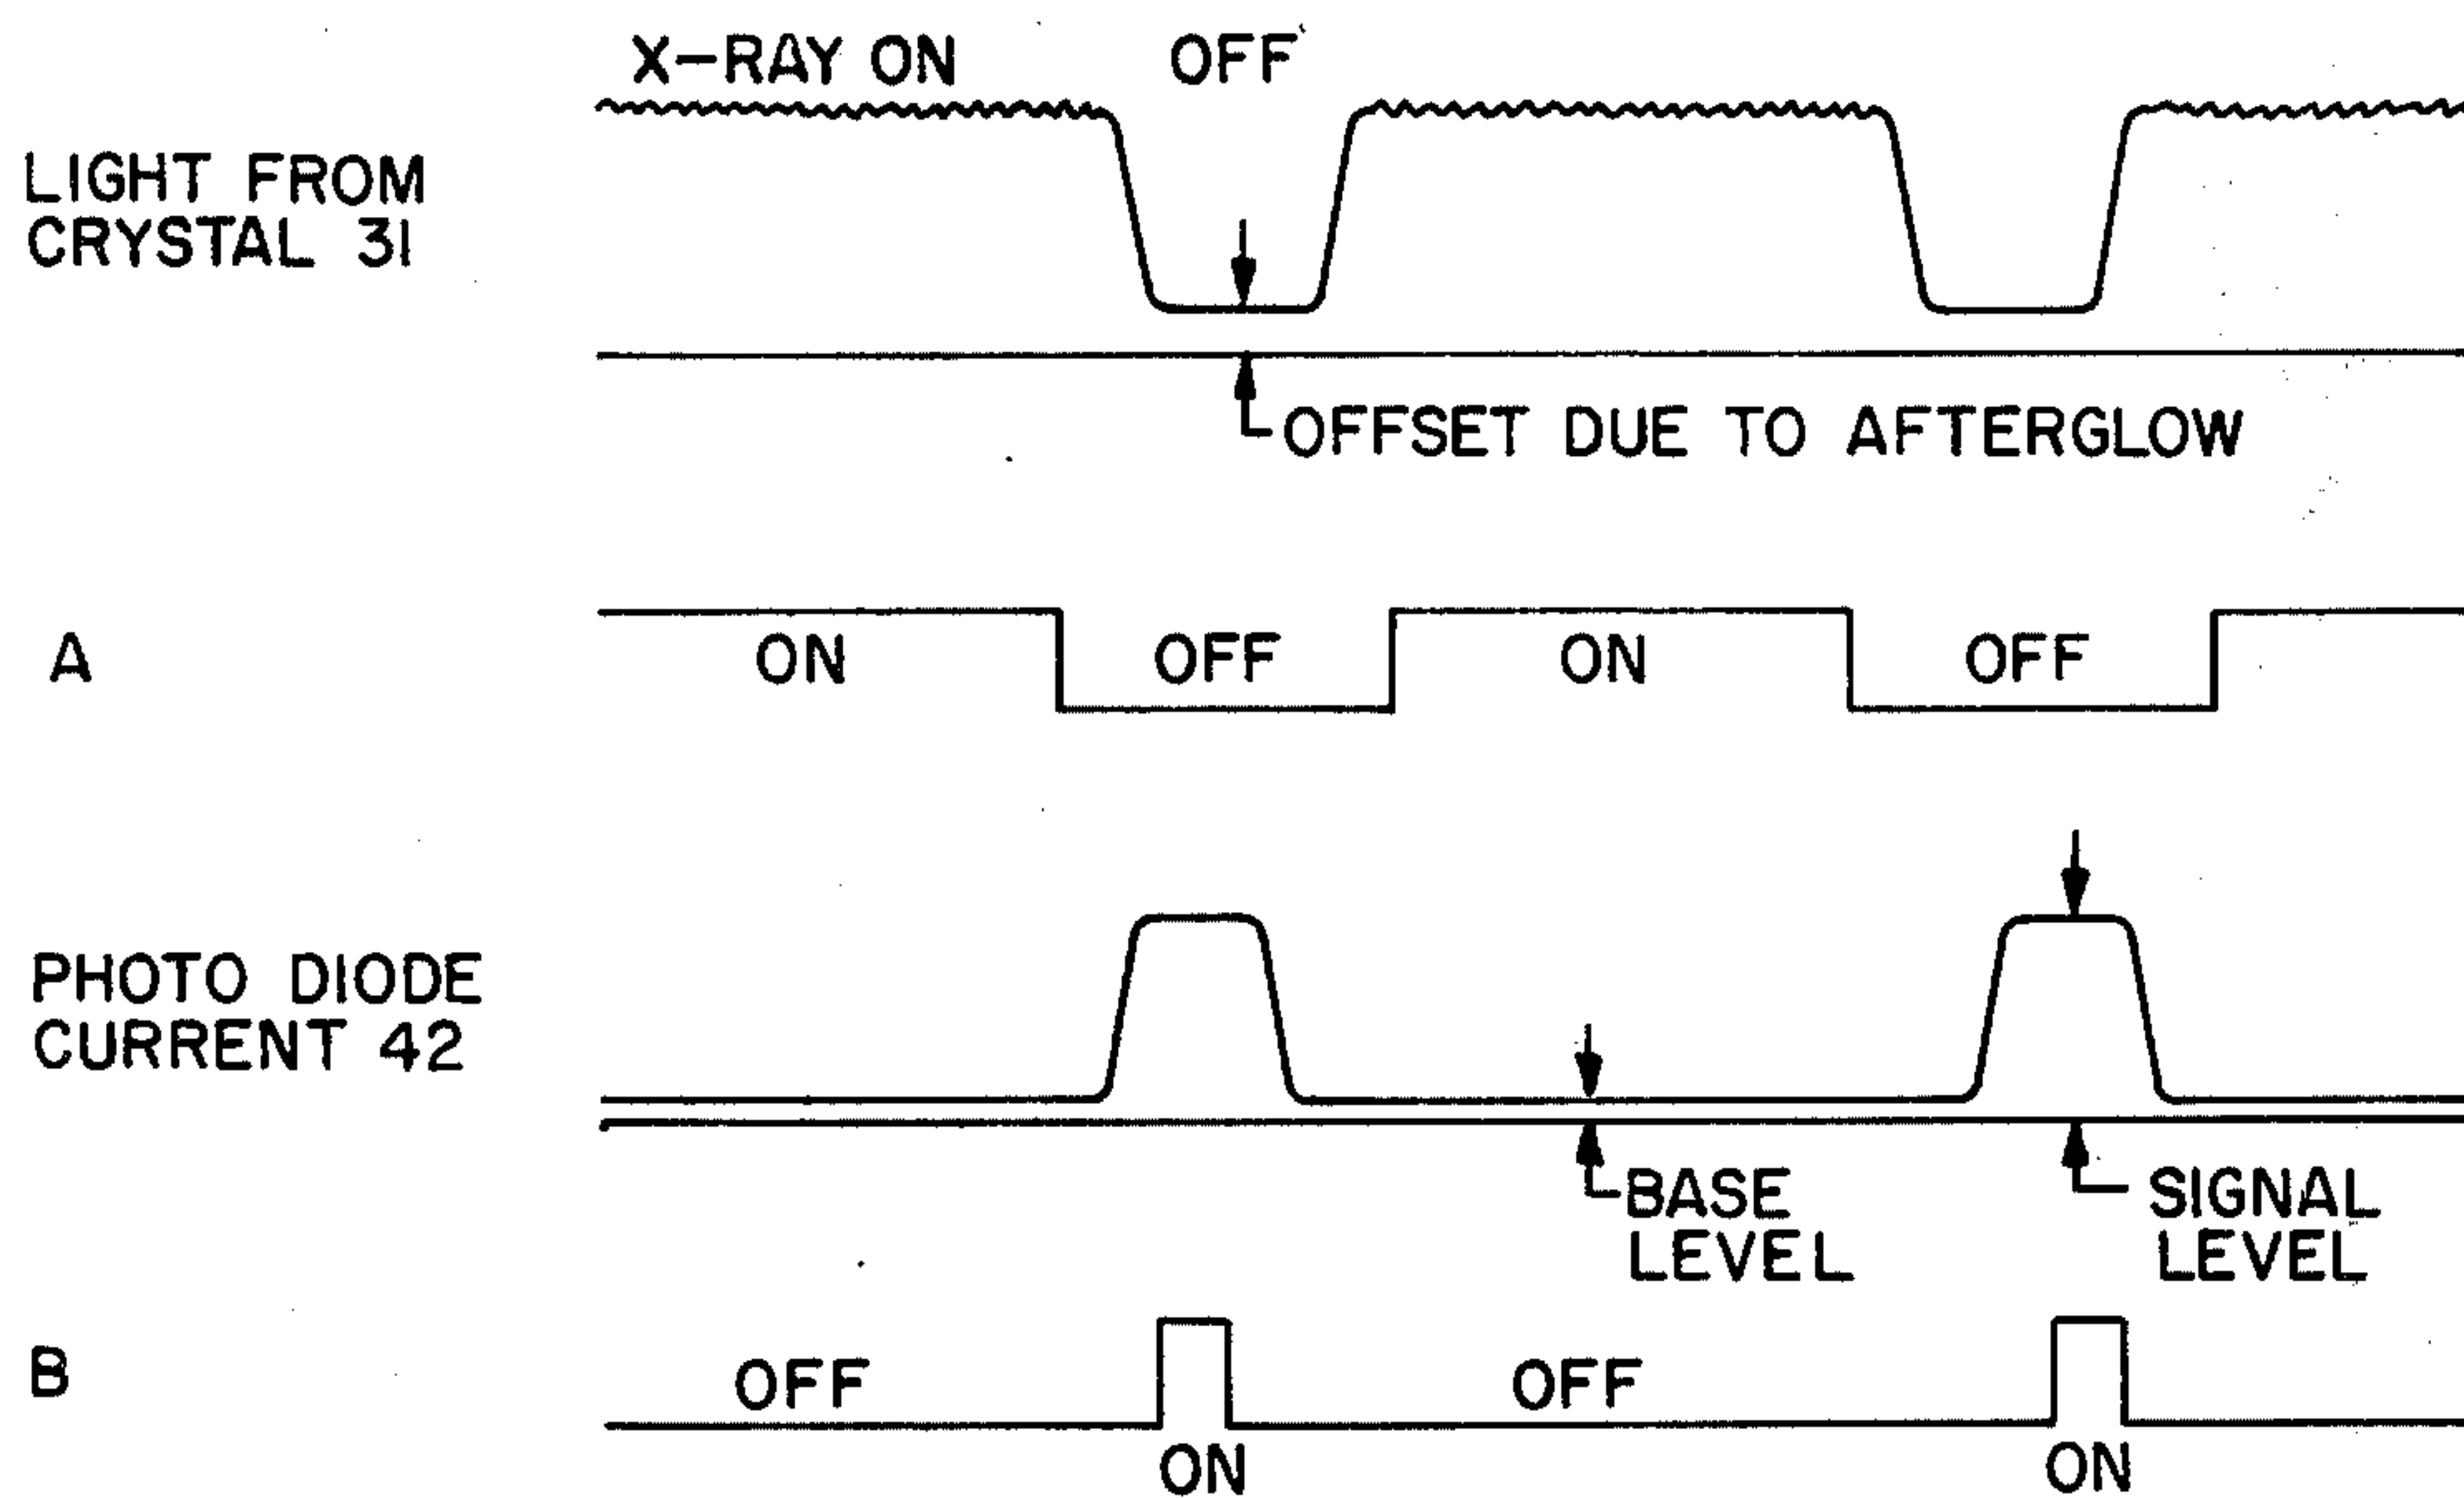 X-RAY ON OFF
LIGHT FROM
CRYSTAL 31
OFFSET DUE TO AFTERGLOW
A
ON OFF ON OFF
PHOTO DIODE
CURRENT 42
BASE
LEVEL
SIGNAL
LEVEL
B
OFF OFF
ON ON